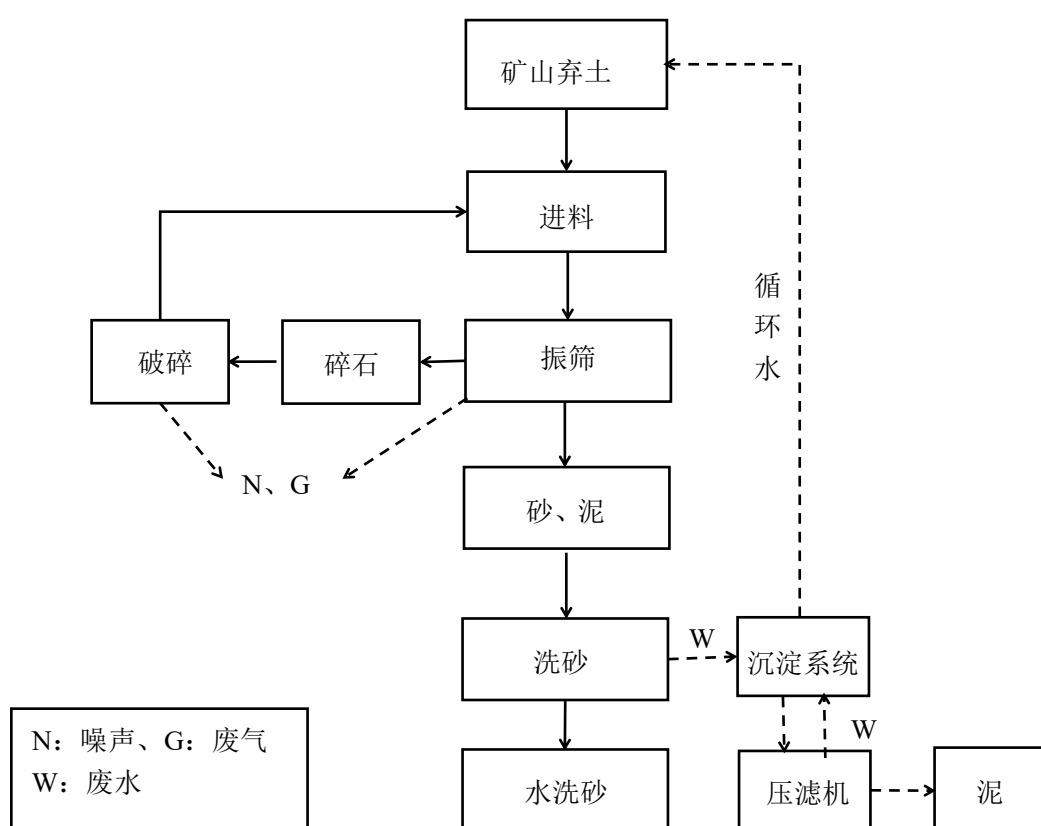 矿山弃土
进料
循
环
水
破碎
碎石
振筛
N、G
砂、泥
洗砂
W
沉淀系统
N：噪声、G：废气
W：废水
W
水洗砂
压滤机
泥